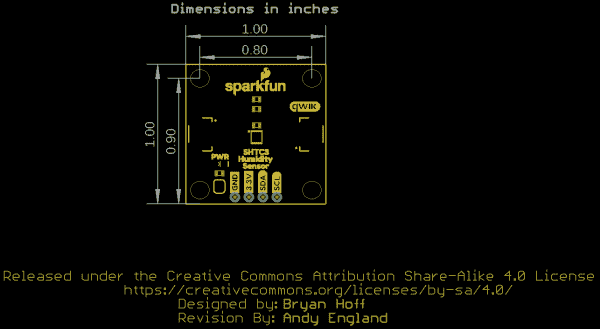 Dimensions in inches
1.00
0.80
sparkfun
qwiic
1.00
0.90
SHTC3
PWR
Humidity
Sensor
GND
3.3V
SDA
SCL
Released under the Creative Commons Attribution Share-Alike 4.0 License
https://creativecommons.org/licenses/by-sa/4.0/
Designed by: Bryan Hoff
Revision By: Andy England